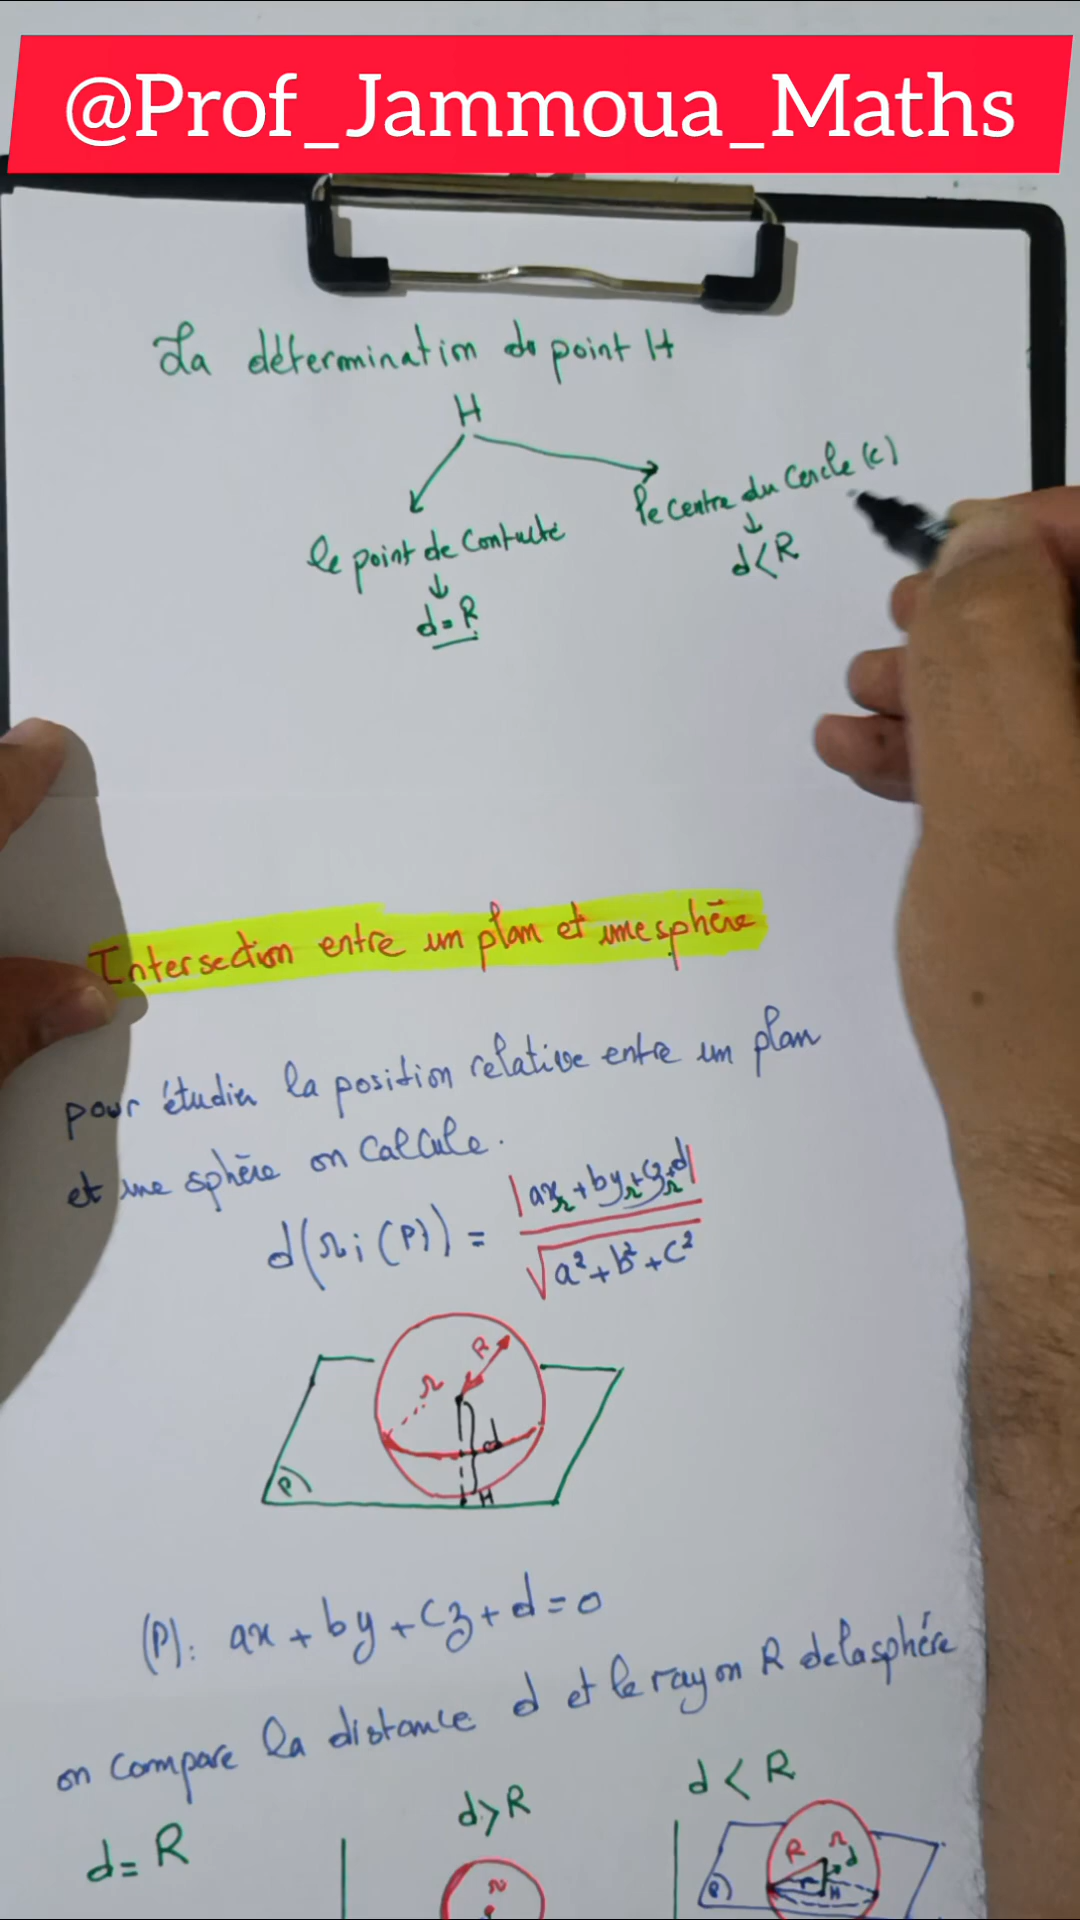 @Prof_Jammoua_Maths
La détermination du point H
H
le point de Contacte
d = R
le centre du Cercle (C)
d < R
Intersection entre un plan et une sphère
pour étudier la position relative entre un plan
et une sphère on calcule.
d(Ω; (P)) = |axΩ + byΩ + czΩ + d| / √a² + b² + c²
R
Ω
d
H
P
(P): ax + by + cz + d = 0
on compare la distance d et le rayon R de la sphére
d = R
d > R
d < R
Ω
R Ω
d
r
H
P